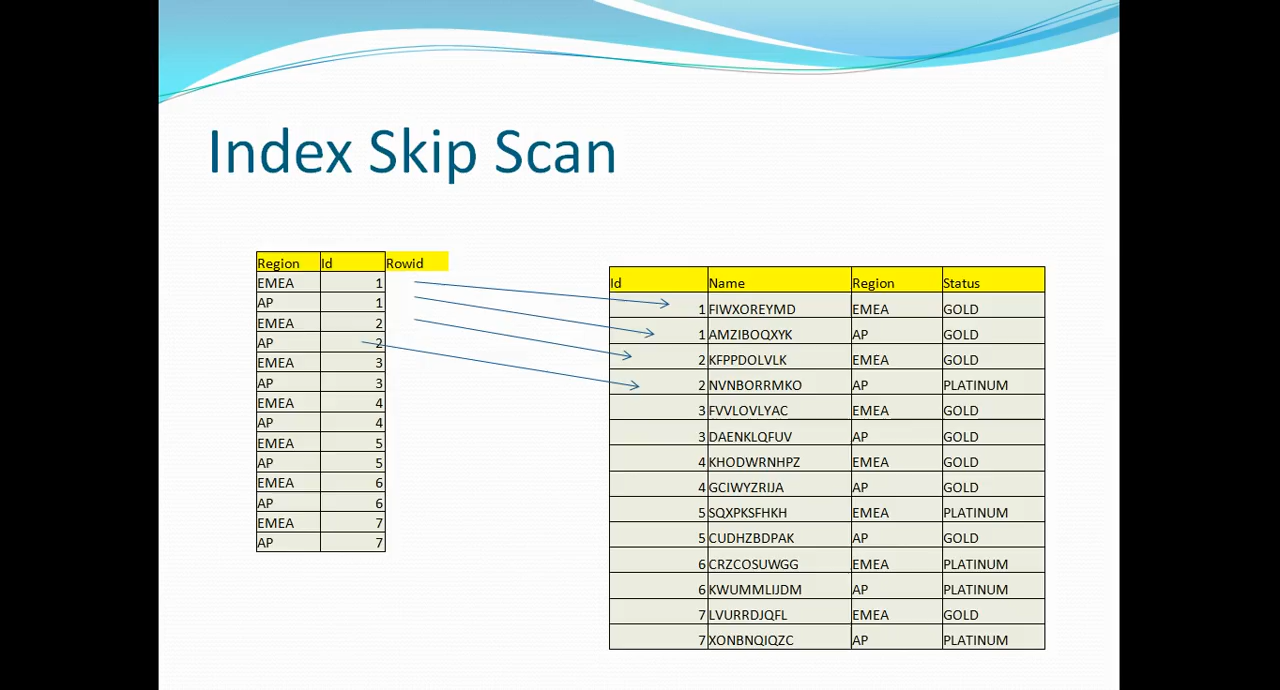 Index Skip Scan
Region Id Rowid
EMEA 1
AP 1
EMEA 2
AP 2
EMEA 3
AP 3
EMEA 4
AP 4
EMEA 5
AP 5
EMEA 6
AP 6
EMEA 7
AP 7
Id Name Region Status
1 FIWXOREYMD EMEA GOLD
1 AMZIBOQXYK AP GOLD
2 KFPPDOLVLK EMEA GOLD
2 NVNBORRMKO AP PLATINUM
3 FVVLOVLYAC EMEA GOLD
3 DAENKLQFUV AP GOLD
4 KHODWRNHPZ EMEA GOLD
4 GCIWYZRIJA AP GOLD
5 SQXPKSFHKH EMEA PLATINUM
5 CUDHZBDPAK AP GOLD
6 CRZCOSUWGG EMEA PLATINUM
6 KWUMMLIJDM AP PLATINUM
7 LVURRDJQFL EMEA GOLD
7 XONBNQIQZC AP PLATINUM